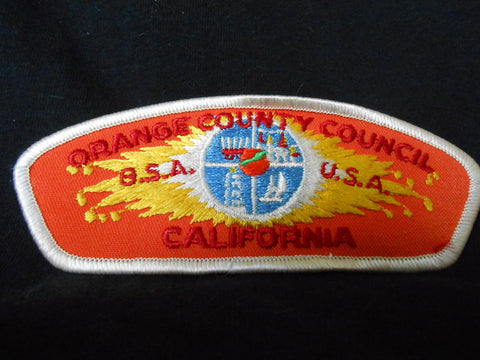 ORANGE COUNTY COUNCIL
B.S.A. U.S.A.
CALIFORNIA